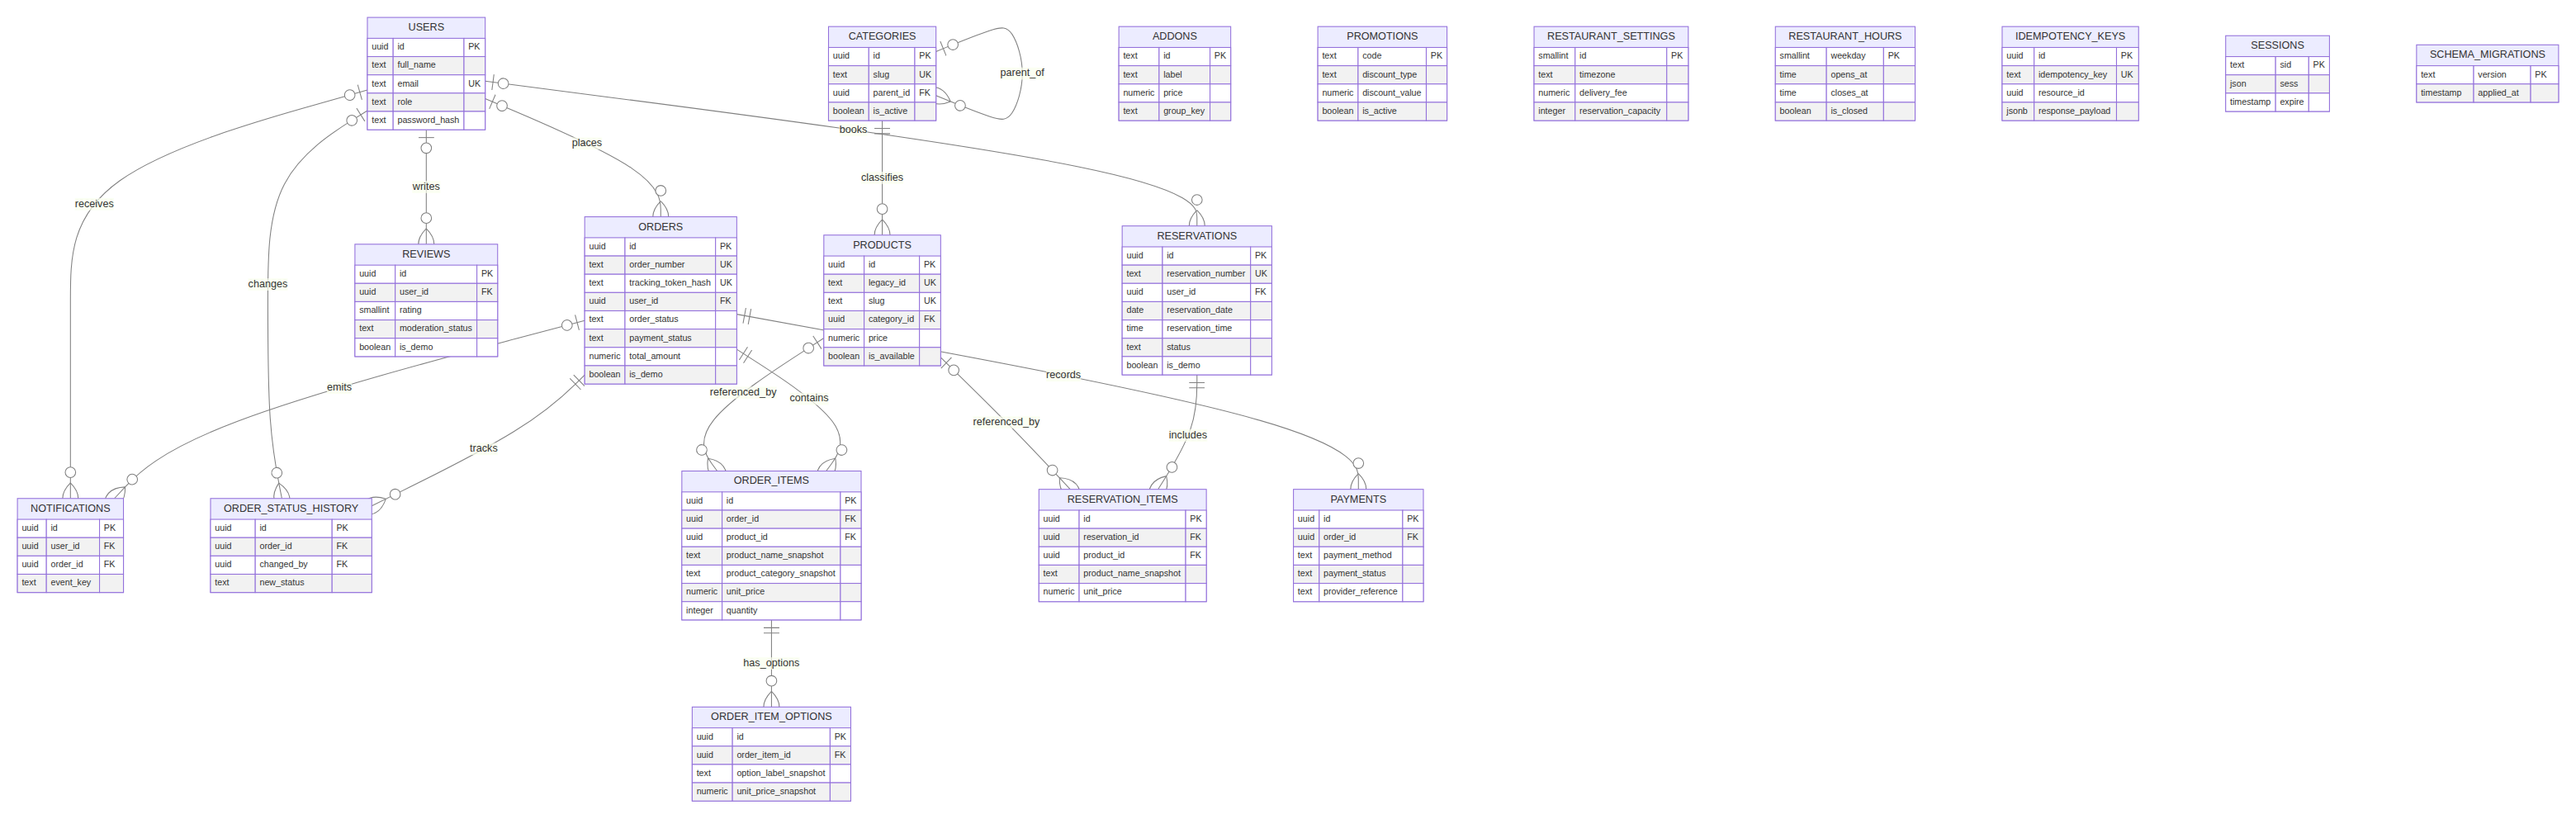 USERS
uuid id PK
text full_name
text email UK
text role
text password_hash
CATEGORIES
uuid id PK
text slug UK
uuid parent_id FK
boolean is_active
parent_of
ADDONS
text id PK
text label
numeric price
text group_key
PROMOTIONS
text code PK
text discount_type
numeric discount_value
boolean is_active
RESTAURANT_SETTINGS
smallint id PK
text timezone
numeric delivery_fee
integer reservation_capacity
RESTAURANT_HOURS
smallint weekday PK
time opens_at
time closes_at
boolean is_closed
IDEMPOTENCY_KEYS
uuid id PK
text idempotency_key UK
uuid resource_id
jsonb response_payload
SESSIONS
text sid PK
json sess
timestamp expire
SCHEMA_MIGRATIONS
text version PK
timestamp applied_at
receives
changes
writes
places
books
classifies
REVIEWS
uuid id PK
uuid user_id FK
smallint rating
text moderation_status
boolean is_demo
ORDERS
uuid id PK
text order_number UK
text tracking_token_hash UK
uuid user_id FK
text order_status
text payment_status
numeric total_amount
boolean is_demo
PRODUCTS
uuid id PK
text legacy_id UK
text slug UK
uuid category_id FK
numeric price
boolean is_available
RESERVATIONS
uuid id PK
text reservation_number UK
uuid user_id FK
date reservation_date
time reservation_time
text status
boolean is_demo
emits
tracks
referenced_by
contains
records
referenced_by
includes
NOTIFICATIONS
uuid id PK
uuid user_id FK
uuid order_id FK
text event_key
ORDER_STATUS_HISTORY
uuid id PK
uuid order_id FK
uuid changed_by FK
text new_status
ORDER_ITEMS
uuid id PK
uuid order_id FK
uuid product_id FK
text product_name_snapshot
text product_category_snapshot
numeric unit_price
integer quantity
RESERVATION_ITEMS
uuid id PK
uuid reservation_id FK
uuid product_id FK
text product_name_snapshot
numeric unit_price
PAYMENTS
uuid id PK
uuid order_id FK
text payment_method
text payment_status
text provider_reference
has_options
ORDER_ITEM_OPTIONS
uuid id PK
uuid order_item_id FK
text option_label_snapshot
numeric unit_price_snapshot